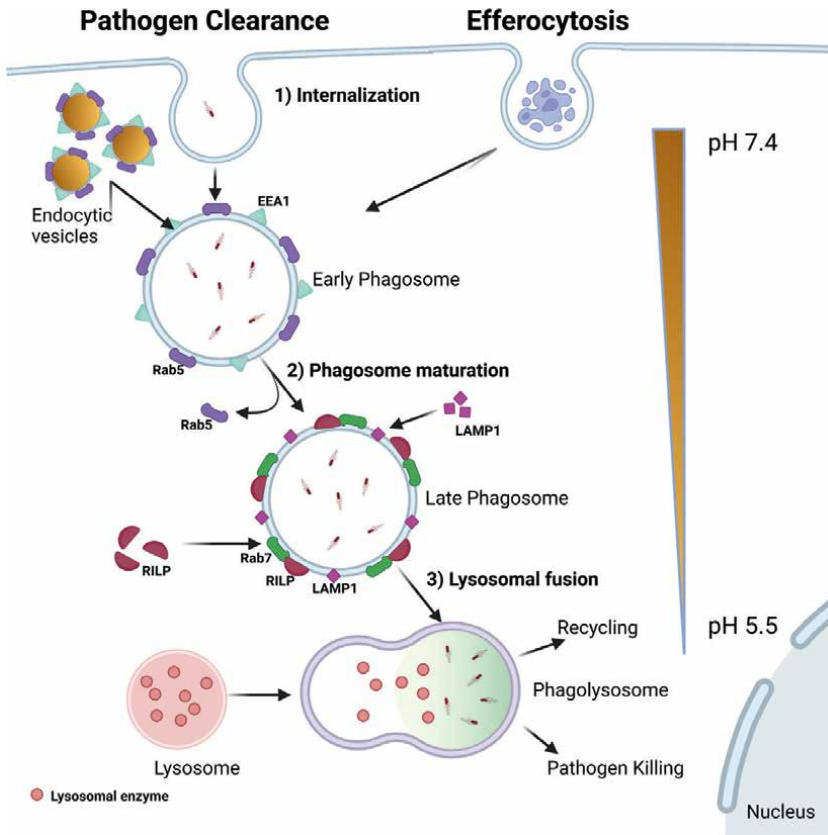 Pathogen Clearance
Efferocytosis
1) Internalization
pH 7.4
Endocytic
vesicles
EEA1
Early Phagosome
Rab5
2) Phagosome maturation
Rab5
LAMP1
Late Phagosome
RILP
Rab7
RILP
LAMP1
3) Lysosomal fusion
pH 5.5
Recycling
Phagolysosome
Lysosome
Pathogen Killing
Lysosomal enzyme
Nucleus